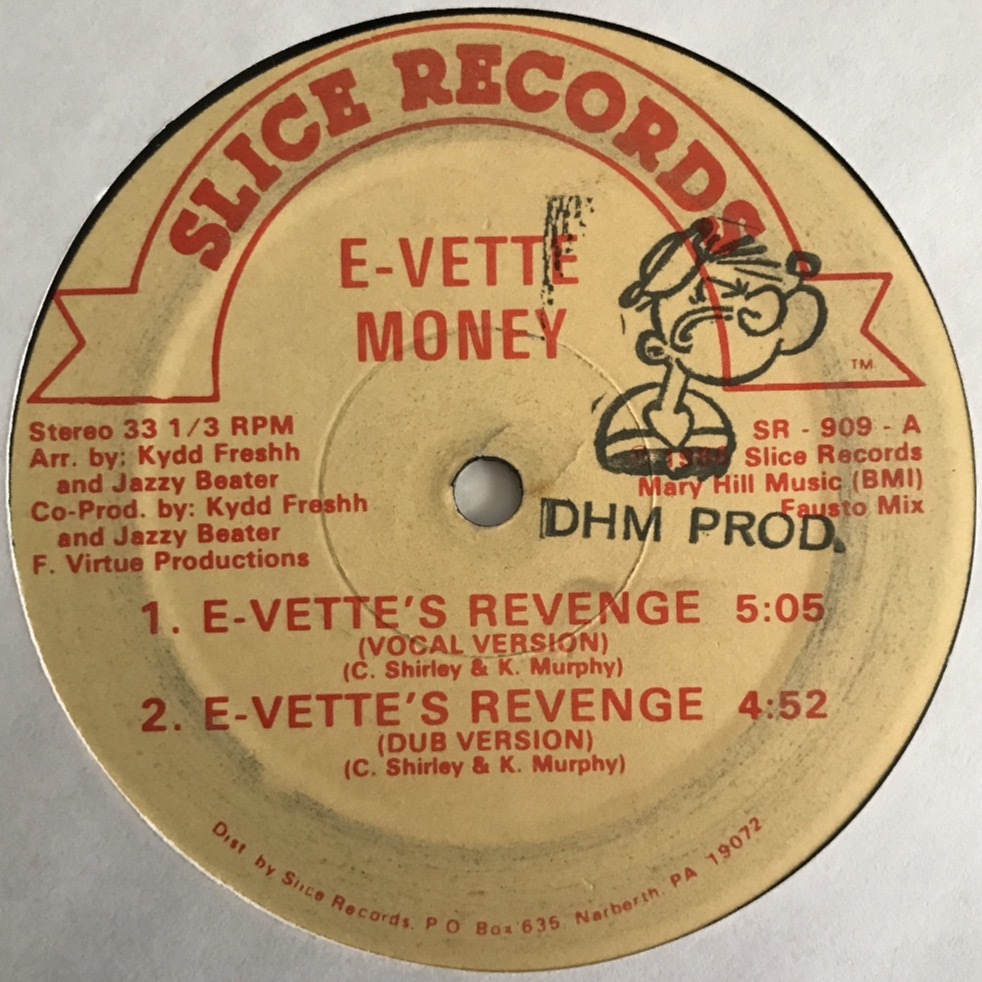 SLICE RECORDS
E-VETTE
MONEY
TM
Stereo 33 1/3 RPM
Arr. by: Kydd Freshh
and Jazzy Beater
Co-Prod. by: Kydd Freshh
and Jazzy Beater
F. Virtue Productions
SR - 909 - A
Slice Records
Mary Hill Music (BMI)
Fausto Mix
DHM PROD.
1. E-VETTE'S REVENGE 5:05
(VOCAL VERSION)
(C. Shirley & K. Murphy)
2. E-VETTE'S REVENGE 4:52
(DUB VERSION)
(C. Shirley & K. Murphy)
Dist by Slice Records. P O Box 635, Narberth, PA 19072